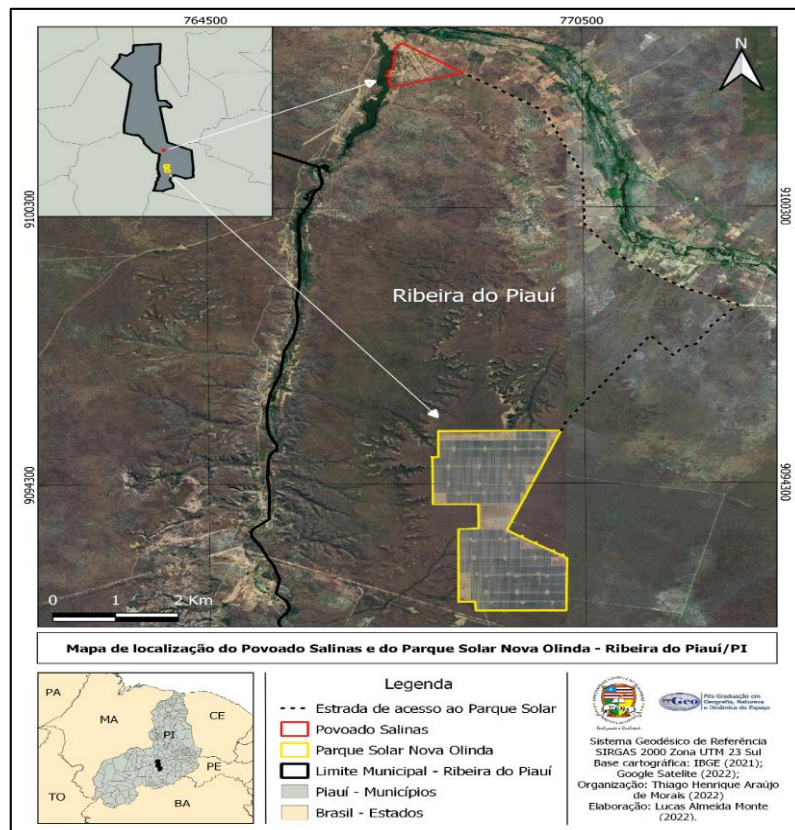 764500
770500
N
9100300
9100300
Ribeira do Piauí
9094300
9094300
0 1 2 Km
Mapa de localização do Povoado Salinas e do Parque Solar Nova Olinda - Ribeira do Piauí/PI
PA
MA
CE
PI
PE
TO
BA
Legenda
Estrada de acesso ao Parque Solar
Povoado Salinas
Parque Solar Nova Olinda
Limite Municipal - Ribeira do Piauí
Piauí - Municípios
Brasil - Estados
Geo
Pós-Graduação em
Geografia, Natureza
e Dinâmica do Espaço
Sistema Geodésico de Referência
SIRGAS 2000 Zona UTM 23 Sul
Base cartográfica: IBGE (2021);
Google Satelite (2022);
Organização: Thiago Henrique Araújo
de Morais (2022)
Elaboração: Lucas Almeida Monte
(2022).